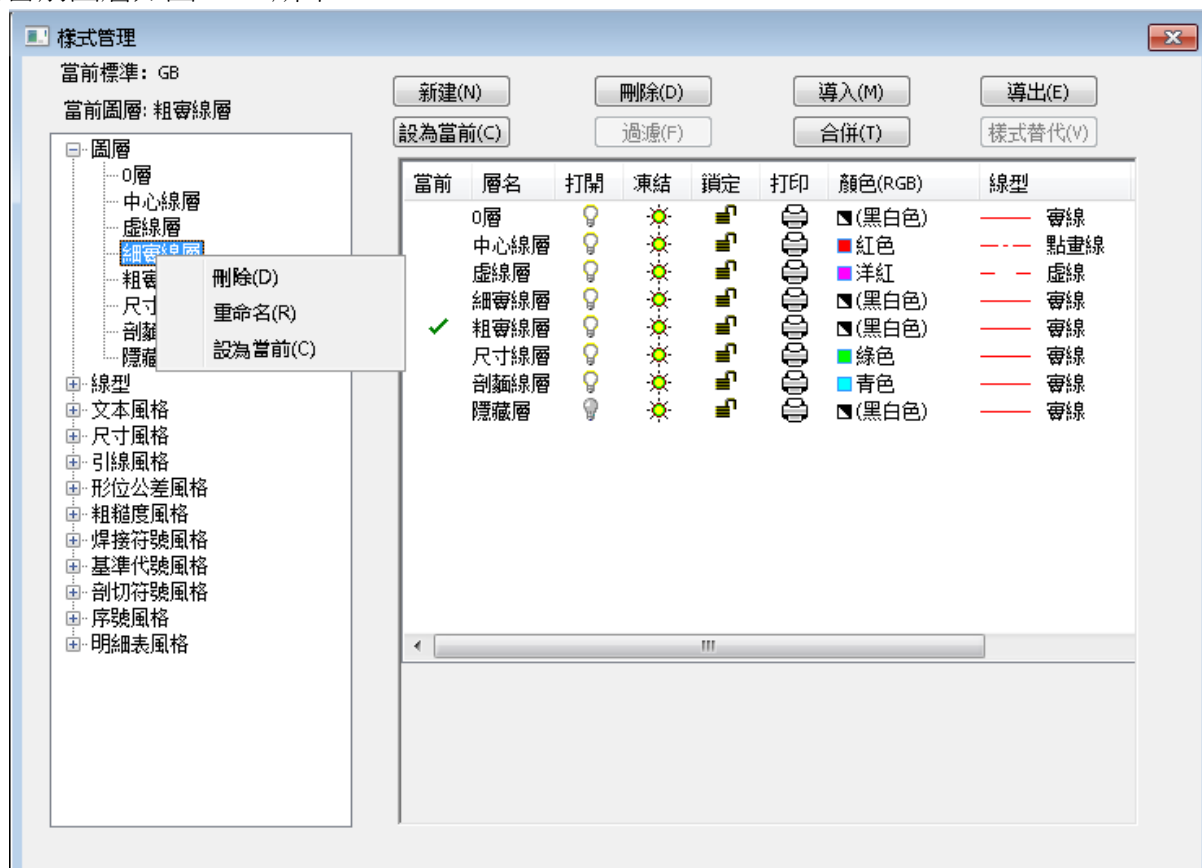 樣式管理
當前標準: GB
當前圖層: 粗實線層
新建(N)
刪除(D)
導入(M)
導出(E)
設為當前(C)
過濾(F)
合併(T)
樣式替代(V)
圖層
0層
中心線層
虛線層
細實線層
粗實
尺寸
剖麵
隱藏
刪除(D)
重命名(R)
設為當前(C)
線型
文本風格
尺寸風格
引線風格
形位公差風格
粗糙度風格
焊接符號風格
基準代號風格
剖切符號風格
序號風格
明細表風格
當前 層名 打開 凍結 鎖定 打印 顏色(RGB) 線型
0層 (黑白色) 實線
中心線層 紅色 點畫線
虛線層 洋紅 虛線
細實線層 (黑白色) 實線
粗實線層 (黑白色) 實線
尺寸線層 綠色 實線
剖麵線層 青色 實線
隱藏層 (黑白色) 實線